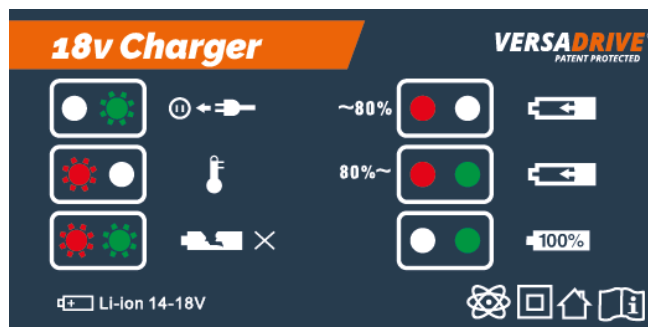 18v Charger
VERSADRIVE
PATENT PROTECTED
~80%
80%~
100%
Li-ion 14-18V